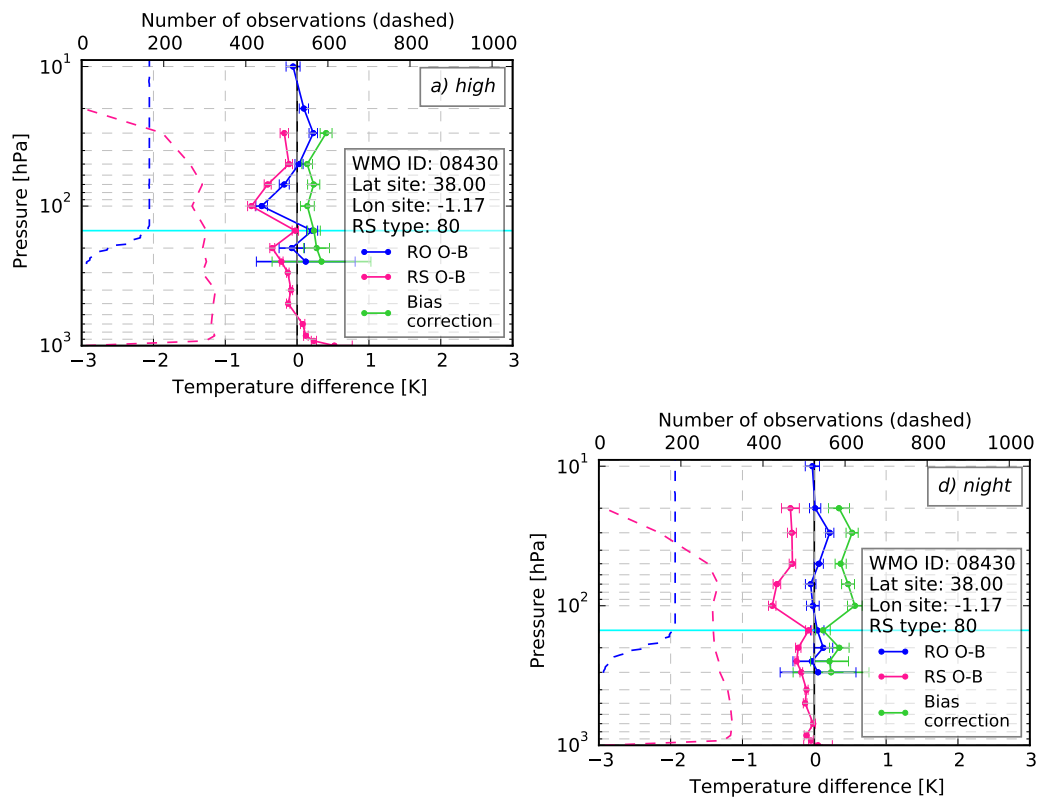 Number of observations (dashed)
0 200 400 600 800 1000
a) high
Pressure [hPa]
10¹
10²
10³
WMO ID: 08430
Lat site: 38.00
Lon site: -1.17
RS type: 80
RO O-B
RS O-B
Bias
correction
−3 −2 −1 0 1 2 3
Temperature difference [K]
Number of observations (dashed)
0 200 400 600 800 1000
d) night
Pressure [hPa]
10¹
10²
10³
WMO ID: 08430
Lat site: 38.00
Lon site: -1.17
RS type: 80
RO O-B
RS O-B
Bias
correction
−3 −2 −1 0 1 2 3
Temperature difference [K]